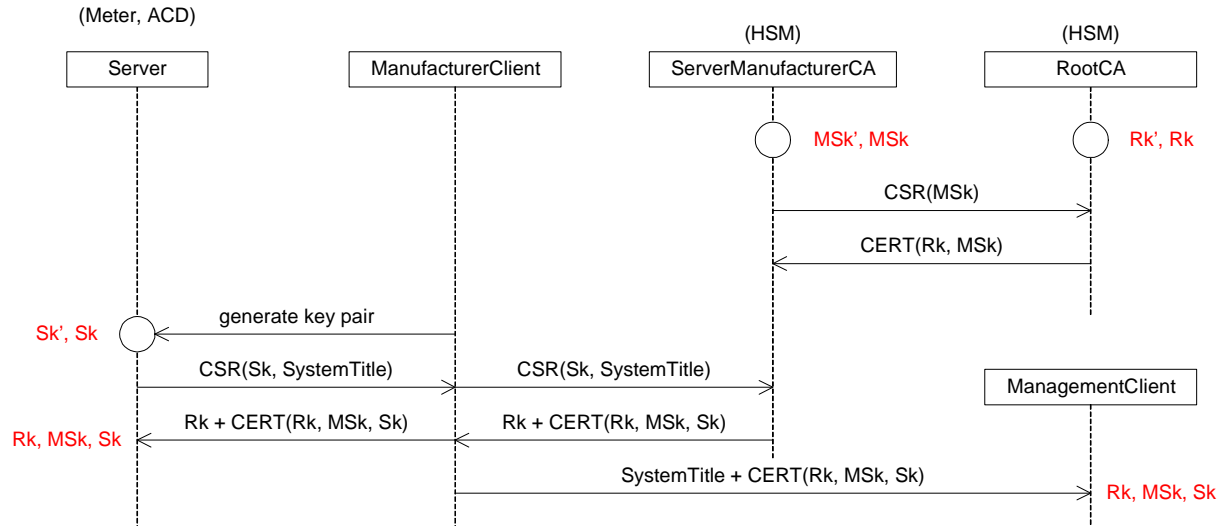 (Meter, ACD)
(HSM)
(HSM)
Server
ManufacturerClient
ServerManufacturerCA
RootCA
MSk’, MSk
Rk’, Rk
CSR(MSk)
CERT(Rk, MSk)
generate key pair
Sk’, Sk
CSR(Sk, SystemTitle)
CSR(Sk, SystemTitle)
ManagementClient
Rk + CERT(Rk, MSk, Sk)
Rk + CERT(Rk, MSk, Sk)
Rk, MSk, Sk
SystemTitle + CERT(Rk, MSk, Sk)
Rk, MSk, Sk